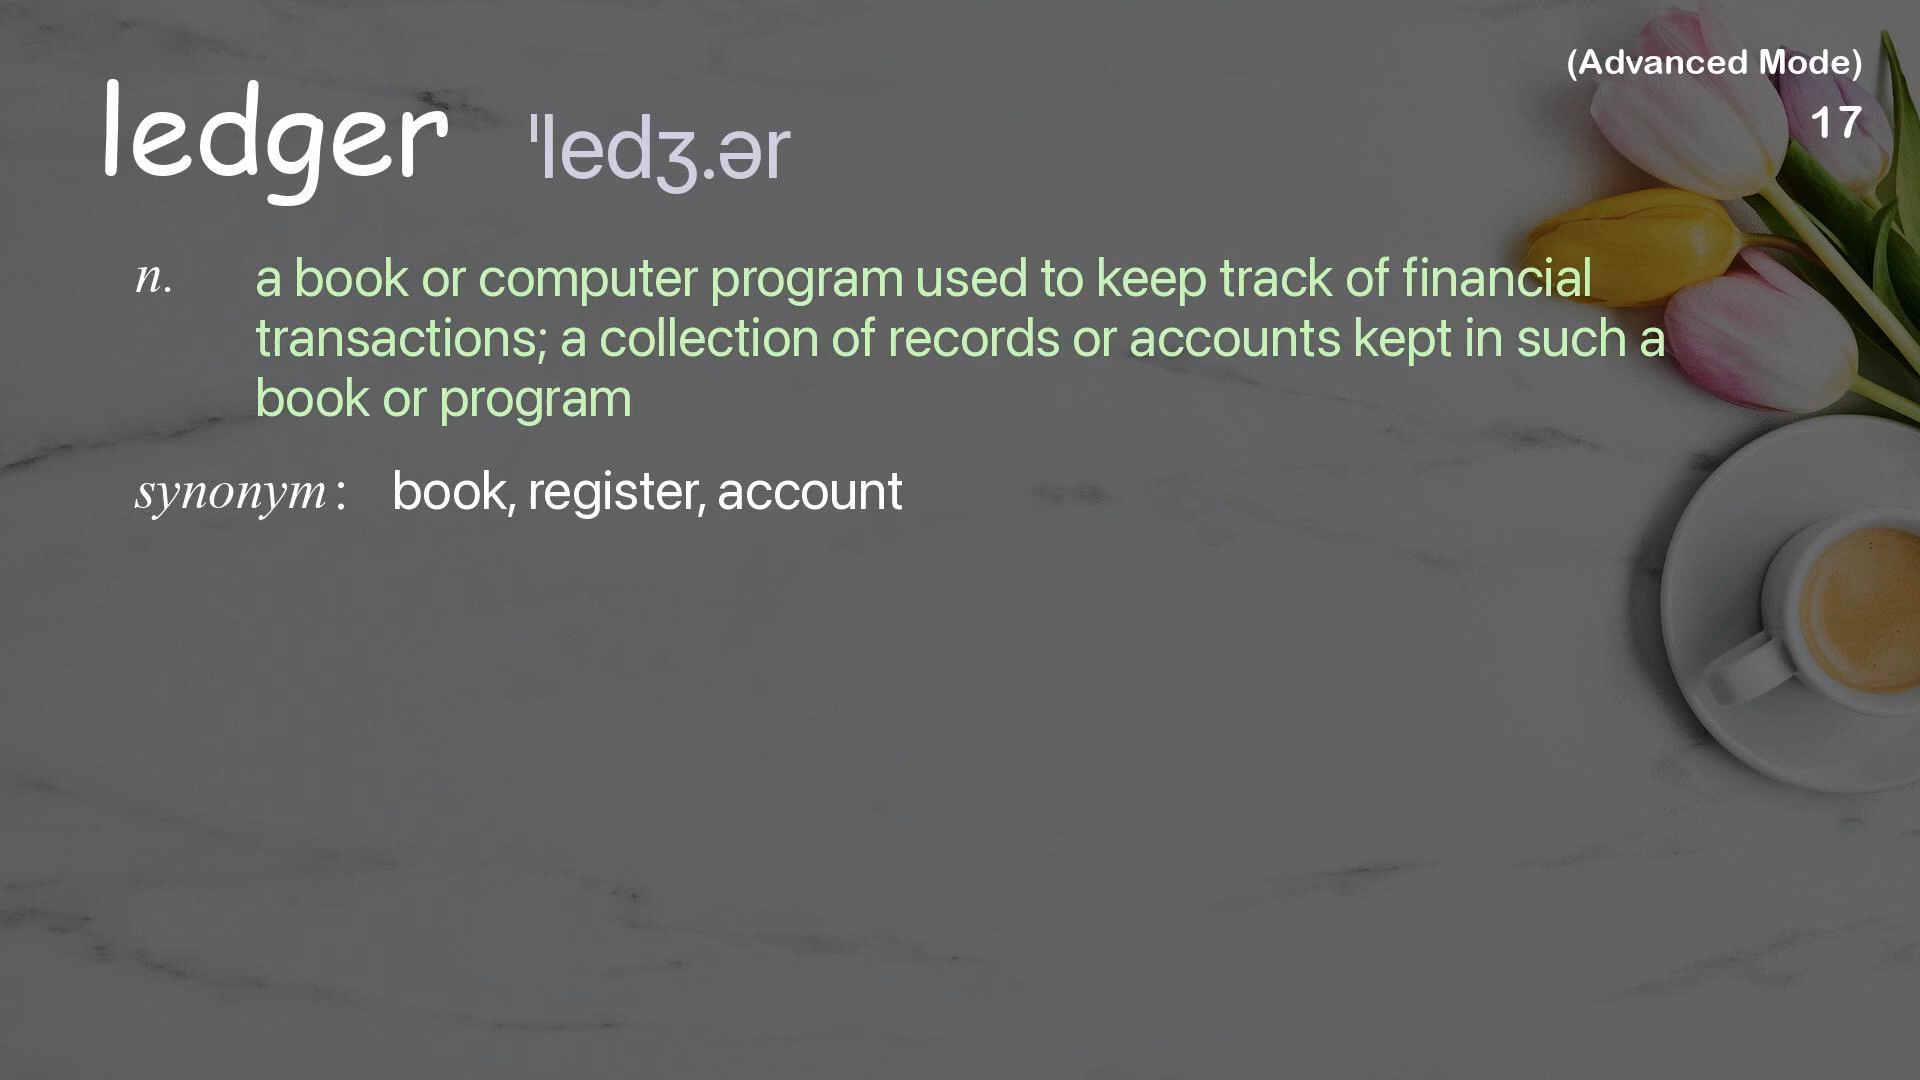 (Advanced Mode)
17
ledger ˈledʒ.ər
n. a book or computer program used to keep track of financial
transactions; a collection of records or accounts kept in such a
book or program
synonym: book, register, account